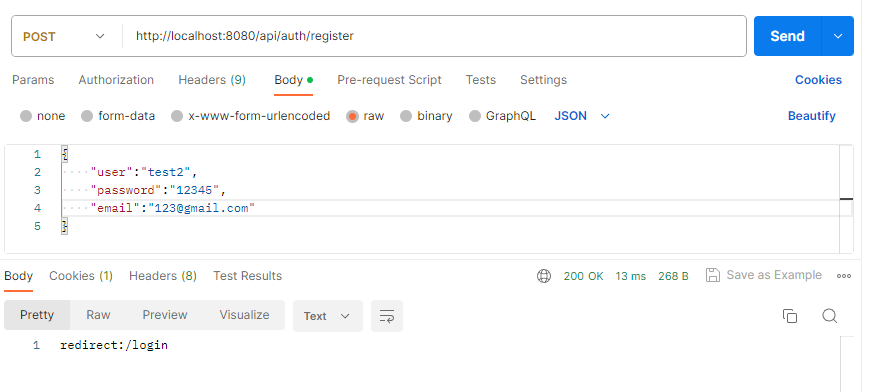 POST http://localhost:8080/api/auth/register Send
Params Authorization Headers (9) Body Pre-request Script Tests Settings Cookies
none form-data x-www-form-urlencoded raw binary GraphQL JSON Beautify
1 {
2 "user":"test2",
3 "password":"12345",
4 "email":"123@gmail.com"
5 }
Body Cookies (1) Headers (8) Test Results 200 OK 13 ms 268 B Save as Example
Pretty Raw Preview Visualize Text
1 redirect:/login